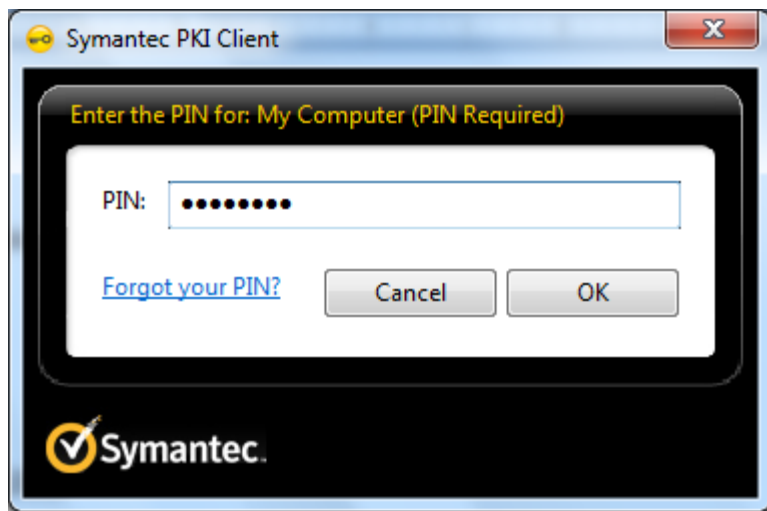 Symantec PKI Client
Enter the PIN for: My Computer (PIN Required)
PIN: ••••••••
Forgot your PIN? Cancel OK
Symantec.